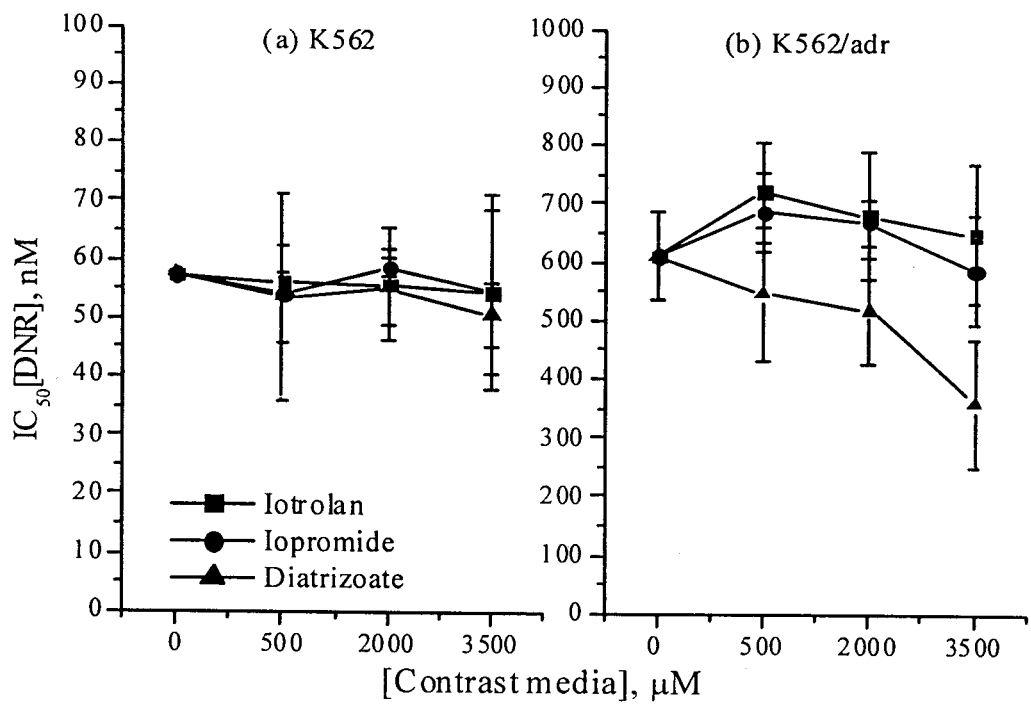 (a) K562
(b) K562/adr
100
90
80
70
60
50
40
30
20
10
0
1000
900
800
700
600
500
400
300
200
100
0
IC50[DNR], nM
Iotrolan
Iopromide
Diatrizoate
0 500 2000 3500
0 500 2000 3500
[Contrast media], μM